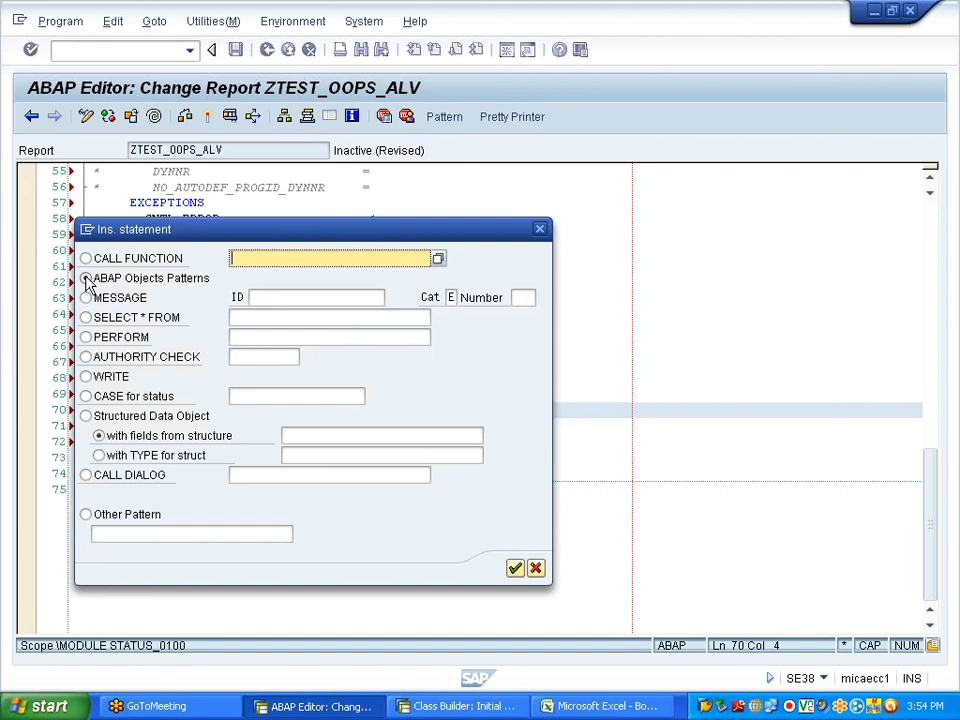 Program Edit Goto Utilities(M) Environment System Help
ABAP Editor: Change Report ZTEST_OOPS_ALV
Pattern Pretty Printer
Report ZTEST_OOPS_ALV Inactive (Revised)
55 DYNNR =
56 * NO_AUTODEF_PROGID_DYNNR =
57 EXCEPTIONS
58
59 Ins. statement
60 CALL FUNCTION
61
62 ABAP Objects Patterns
63 MESSAGE ID Cat E Number
64 SELECT * FROM
65 PERFORM
66
67 AUTHORITY CHECK
68 WRITE
69 CASE for status
70 Structured Data Object
71 with fields from structure
72 with TYPE for struct
73
74 CALL DIALOG
75
Other Pattern
Scope \MODULE STATUS_0100 ABAP Ln 70 Col 4 * CAP NUM
SAP SE38 micaecc1 INS
start GoToMeeting ABAP Editor: Chang... Class Builder: Initial ... Microsoft Excel - Bo... 3:54 PM